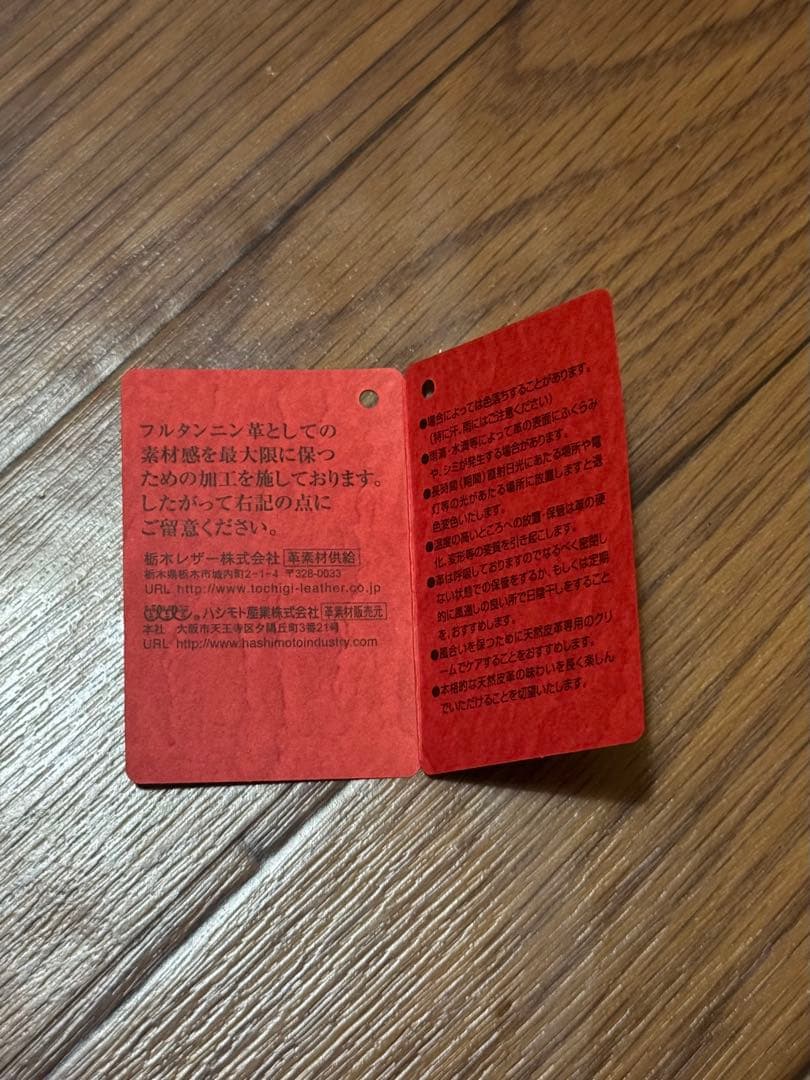 フルタンニン革としての
素材感を最大限に保つ
ための加工を施しております。
したがって右記の点に
ご留意ください。
栃木レザー株式会社 革素材供給
栃木県栃木市城内町2-1-4 〒328-0033
URL http://www.tochigi-leather.co.jp
ハシモト産業株式会社 革素材販売元
本社 大阪市天王寺区夕陽丘町3番21号
URL http://www.hashimotoindustry.com
●場合によっては色落ちすることがあります。
(特に汗、雨にはご注意ください)
●雨滴・水滴等によって革の表面にふくらみ
や、シミが発生する場合があります。
●長時間(期間)直射日光にあたる場所や電
灯等の光があたる場所に放置しますと退
色変色いたします。
●温度の高いところへの放置・保管は革の硬
化、変形等の変質を引き起こします。
●革は呼吸しておりますのでなるべく密閉し
ない状態での保管をするか、もしくは定期
的に風通しの良い所で日陰干しをすること
を、おすすめします。
●風合いを保つために天然皮革専用のクリ
ームでケアすることをおすすめします。
●本格的な天然皮革の味わいを長く楽しん
でいただけることを切望いたします。